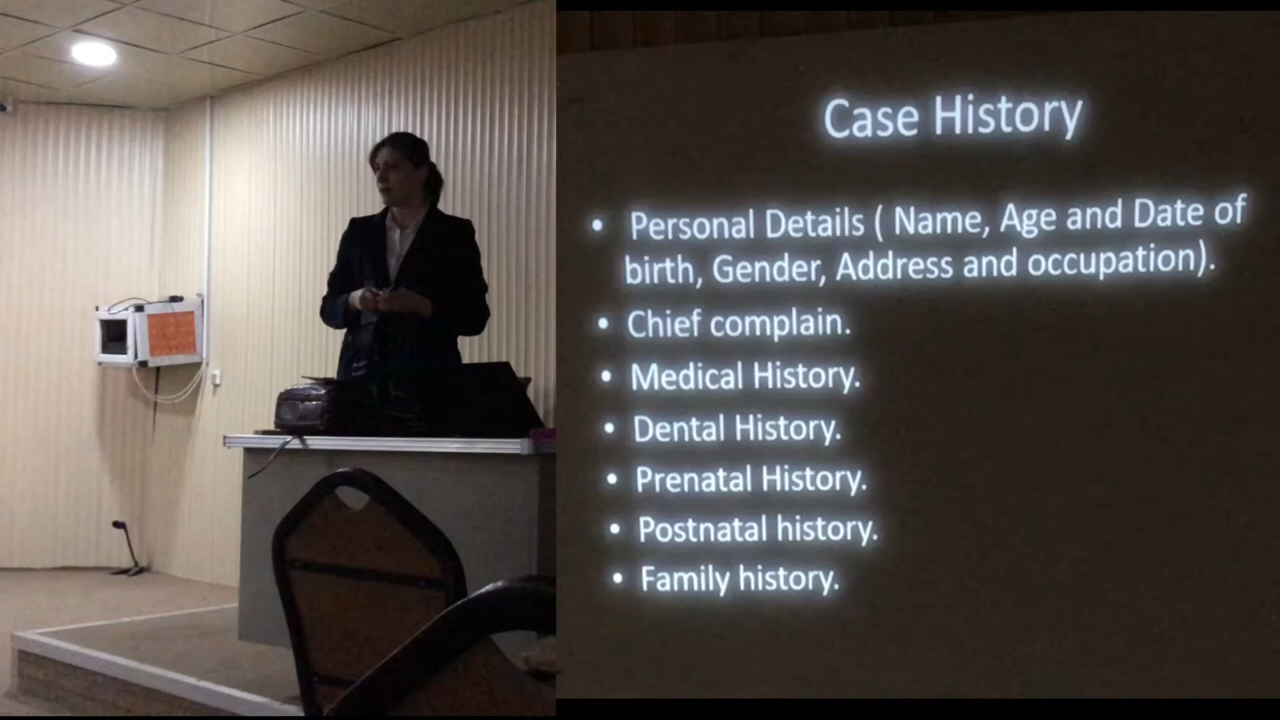 Case History
• Personal Details ( Name, Age and Date of
birth, Gender, Address and occupation).
• Chief complain.
• Medical History.
• Dental History.
• Prenatal History.
• Postnatal history.
• Family history.